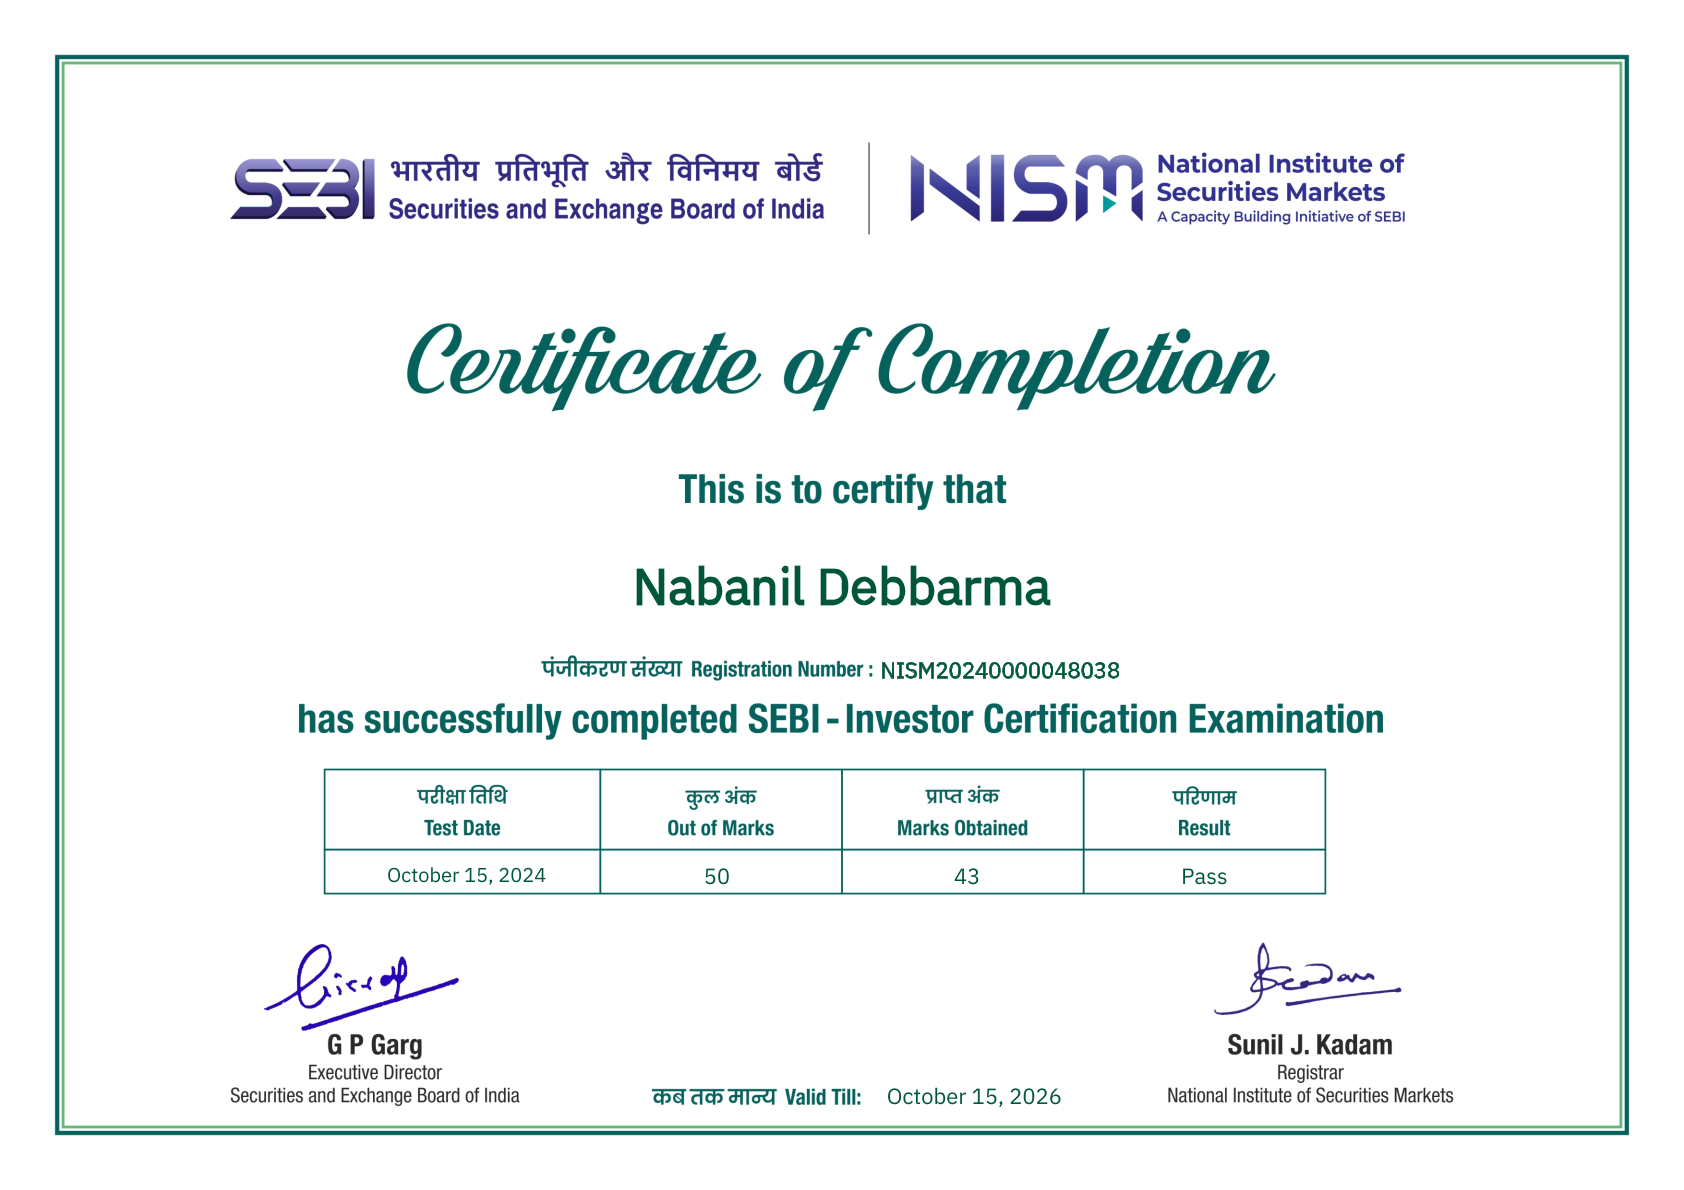 SEBI भारतीय प्रतिभूति और विनिमय बोर्ड
Securities and Exchange Board of India
NISM National Institute of
Securities Markets
A Capacity Building Initiative of SEBI
Certificate of Completion
This is to certify that
Nabanil Debbarma
पंजीकरण संख्या Registration Number : NISM20240000048038
has successfully completed SEBI - Investor Certification Examination
परीक्षा तिथि कुल अंक प्राप्त अंक परिणाम
Test Date Out of Marks Marks Obtained Result
October 15, 2024 50 43 Pass
G P Garg
Executive Director
Securities and Exchange Board of India
कब तक मान्य Valid Till: October 15, 2026
Sunil J. Kadam
Registrar
National Institute of Securities Markets